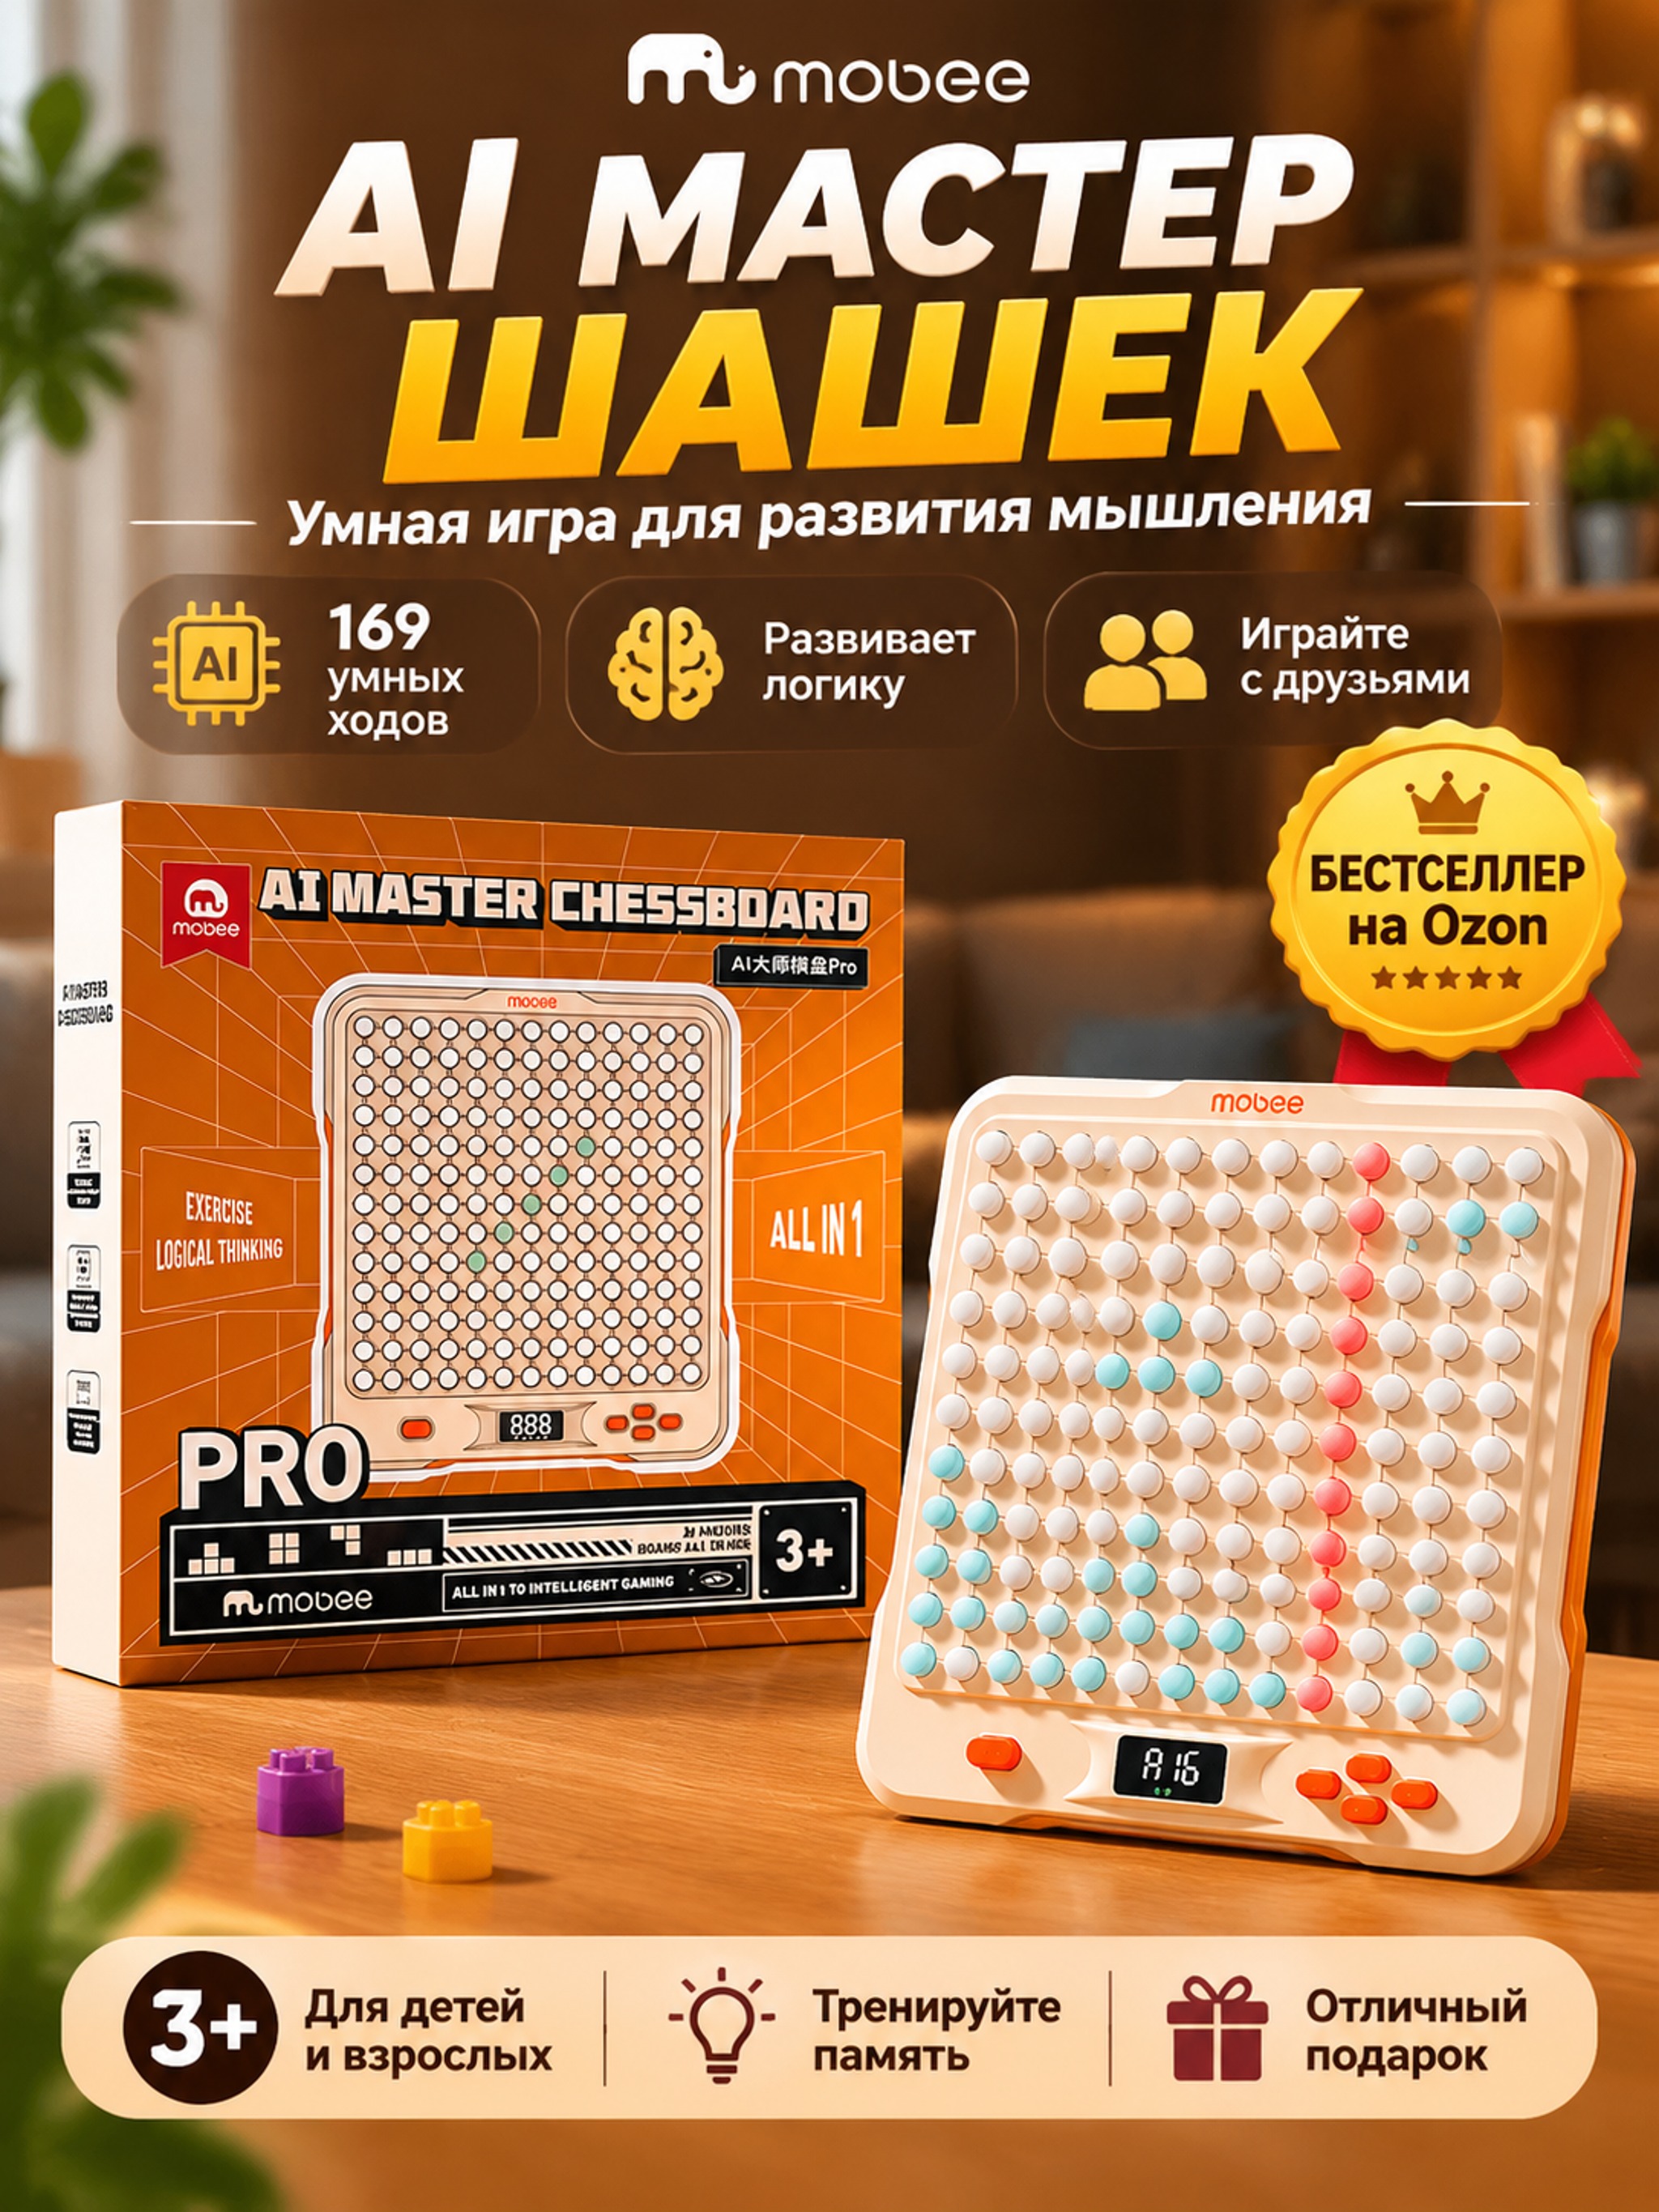 mobee
AI МАСТЕР
ШАШЕК
Умная игра для развития мышления
AI
169
умных
ходов
Развивает
логику
Играйте
с друзьями
БЕСТСЕЛЛЕР
на Ozon
mobee
AI MASTER CHESSBOARD
AI大师棋盘Pro
mobee
EXERCISE
LOGICAL THINKING
ALL IN 1
888
PRO
3+
mobee
ALL IN 1 TO INTELLIGENT GAMING
mobee
A 16
3+
Для детей
и взрослых
Тренируйте
память
Отличный
подарок